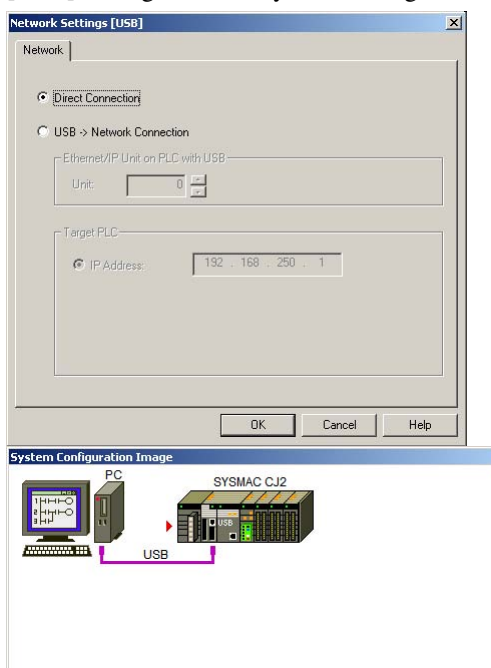 Network Settings [USB]
Network
Direct Connection
USB -> Network Connection
Ethernet/IP Unit on PLC with USB
Unit: 0
Target PLC
IP Address: 192 . 168 . 250 . 1
OK Cancel Help
System Configuration Image
PC
SYSMAC CJ2
USB
USB